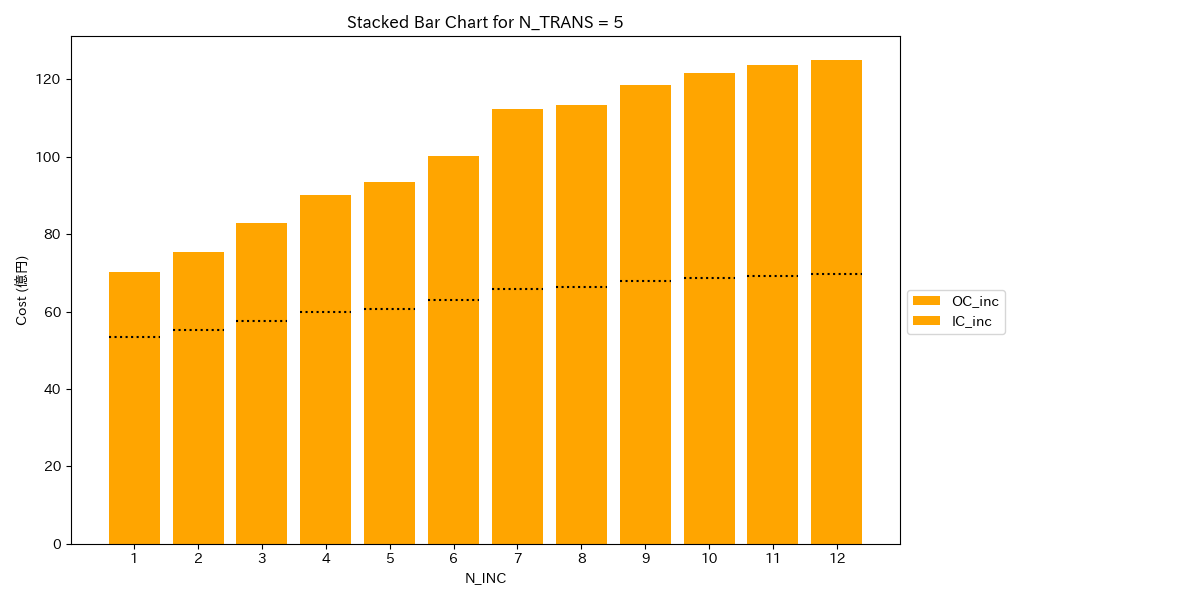 Stacked Bar Chart for N_TRANS = 5
Cost (億円)
120
100
80
60
40
20
0
1 2 3 4 5 6 7 8 9 10 11 12
N_INC
OC_inc
IC_inc